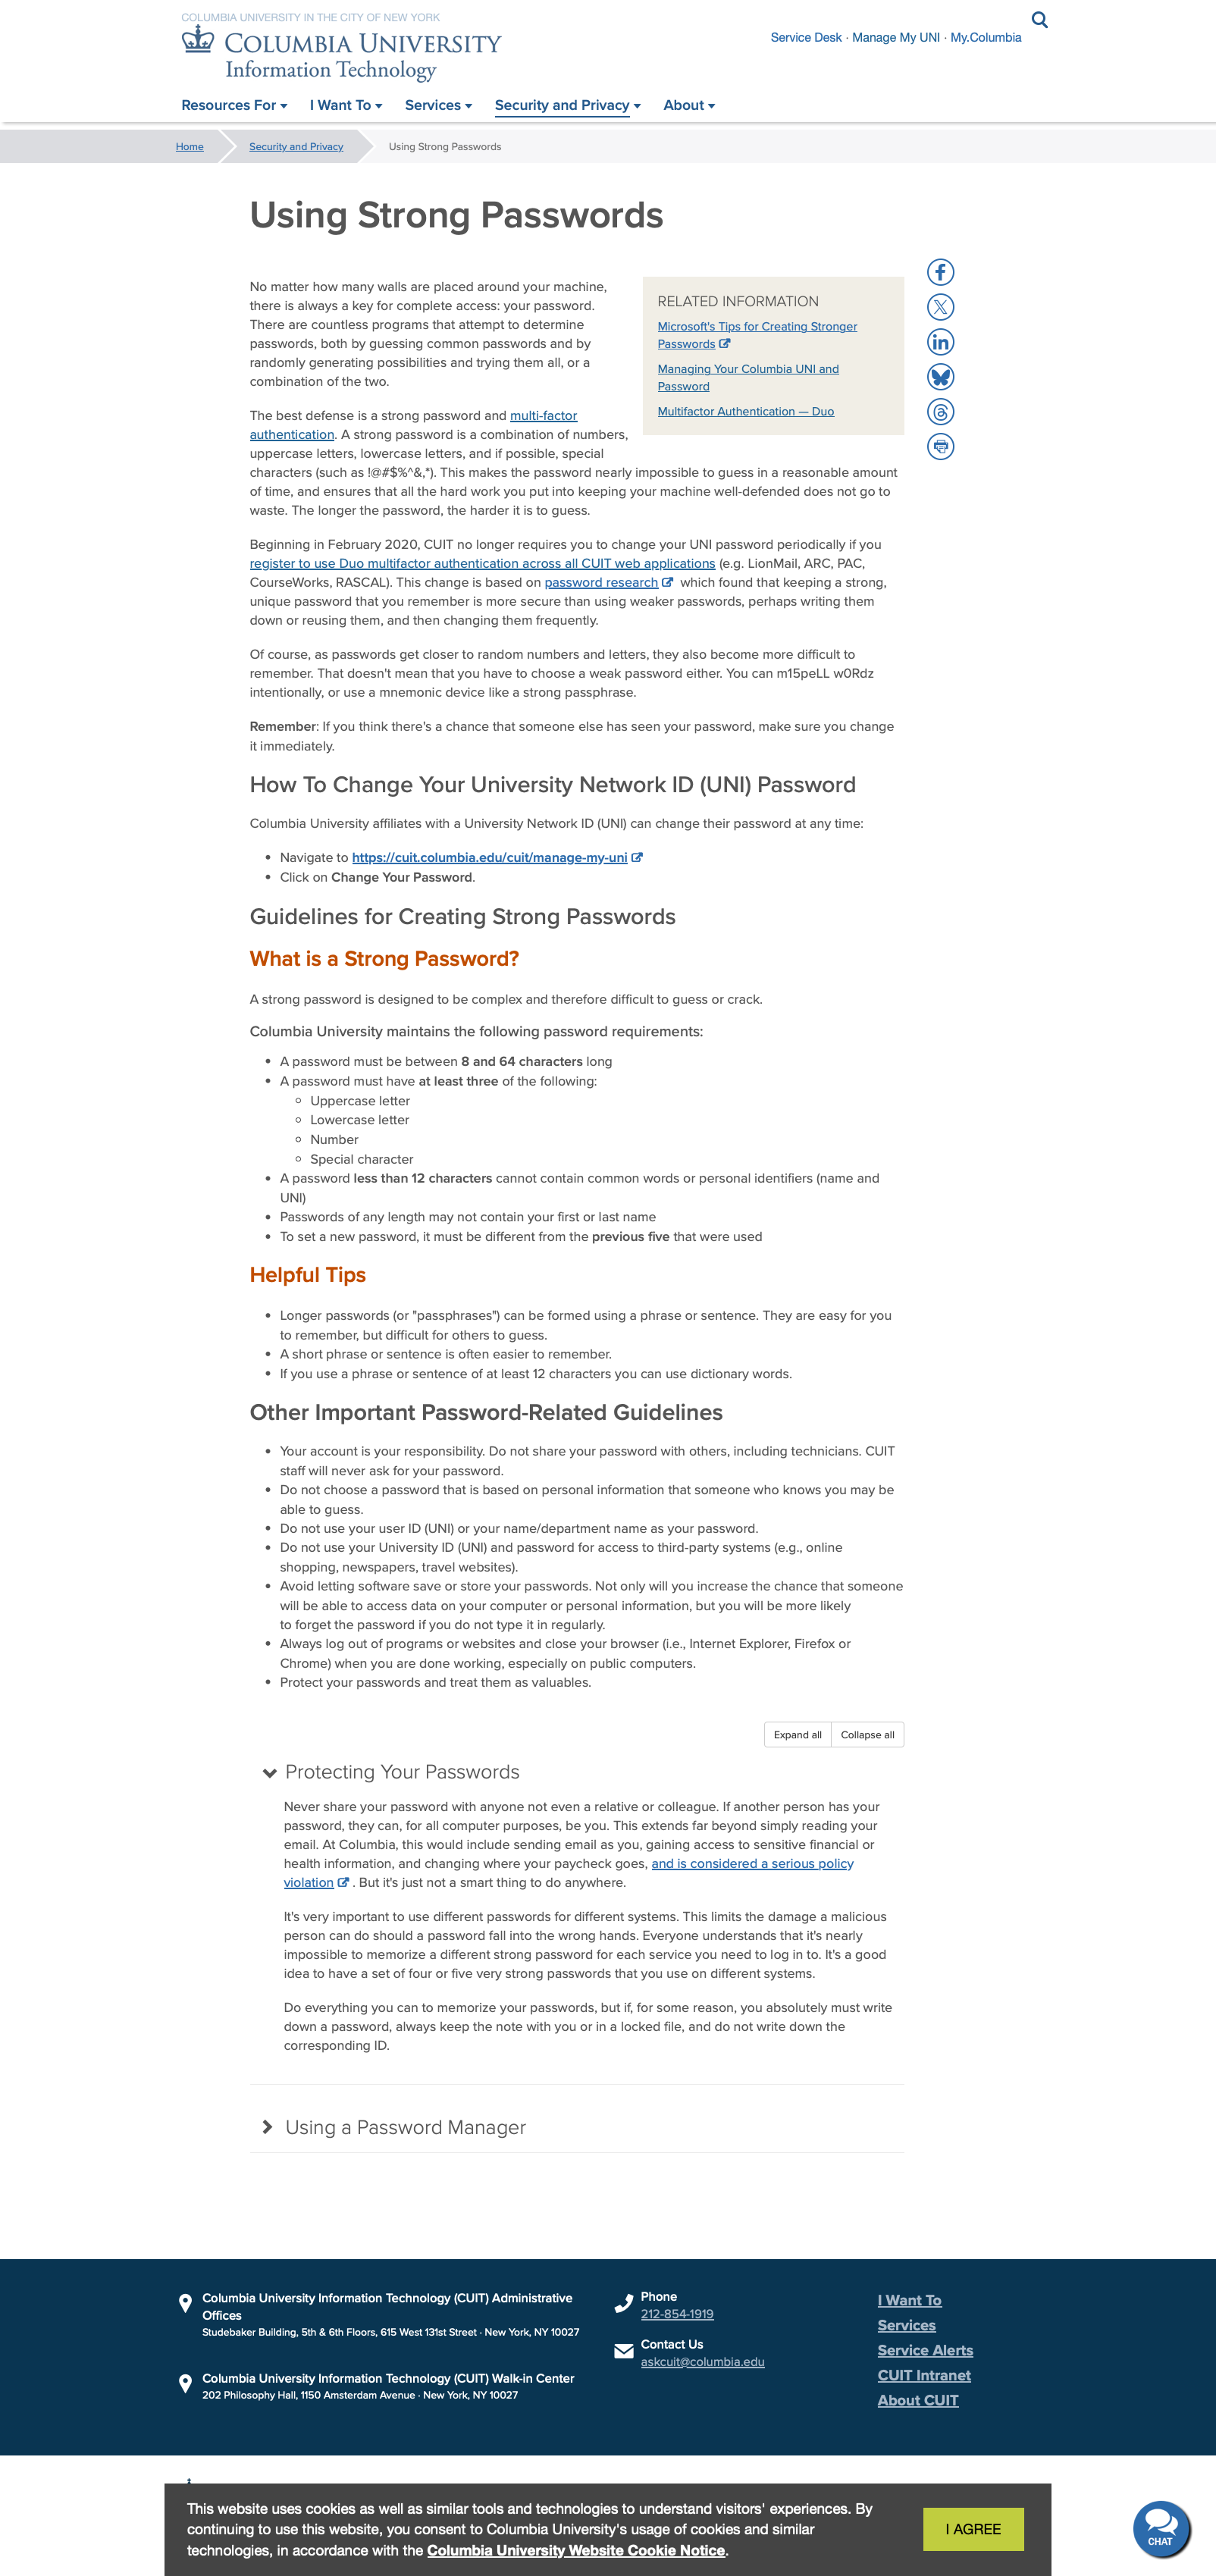 COLUMBIA UNIVERSITY IN THE CITY OF NEW YORK
COLUMBIA UNIVERSITY
Information Technology
Service Desk · Manage My UNI · My.Columbia
Resources For I Want To Services Security and Privacy About
Home Security and Privacy Using Strong Passwords
Using Strong Passwords
No matter how many walls are placed around your machine,
there is always a key for complete access: your password.
There are countless programs that attempt to determine
passwords, both by guessing common passwords and by
randomly generating possibilities and trying them all, or a
combination of the two.
RELATED INFORMATION
Microsoft's Tips for Creating Stronger
Passwords
Managing Your Columbia UNI and
Password
Multifactor Authentication — Duo
The best defense is a strong password and multi-factor
authentication. A strong password is a combination of numbers,
uppercase letters, lowercase letters, and if possible, special
characters (such as !@#$%^&,*). This makes the password nearly impossible to guess in a reasonable amount
of time, and ensures that all the hard work you put into keeping your machine well-defended does not go to
waste. The longer the password, the harder it is to guess.
Beginning in February 2020, CUIT no longer requires you to change your UNI password periodically if you
register to use Duo multifactor authentication across all CUIT web applications (e.g. LionMail, ARC, PAC,
CourseWorks, RASCAL). This change is based on password research which found that keeping a strong,
unique password that you remember is more secure than using weaker passwords, perhaps writing them
down or reusing them, and then changing them frequently.
Of course, as passwords get closer to random numbers and letters, they also become more difficult to
remember. That doesn't mean that you have to choose a weak password either. You can m15peLL w0Rdz
intentionally, or use a mnemonic device like a strong passphrase.
Remember: If you think there's a chance that someone else has seen your password, make sure you change
it immediately.
How To Change Your University Network ID (UNI) Password
Columbia University affiliates with a University Network ID (UNI) can change their password at any time:
• Navigate to https://cuit.columbia.edu/cuit/manage-my-uni
• Click on Change Your Password.
Guidelines for Creating Strong Passwords
What is a Strong Password?
A strong password is designed to be complex and therefore difficult to guess or crack.
Columbia University maintains the following password requirements:
• A password must be between 8 and 64 characters long
• A password must have at least three of the following:
◦ Uppercase letter
◦ Lowercase letter
◦ Number
◦ Special character
• A password less than 12 characters cannot contain common words or personal identifiers (name and
UNI)
• Passwords of any length may not contain your first or last name
• To set a new password, it must be different from the previous five that were used
Helpful Tips
• Longer passwords (or "passphrases") can be formed using a phrase or sentence. They are easy for you
to remember, but difficult for others to guess.
• A short phrase or sentence is often easier to remember.
• If you use a phrase or sentence of at least 12 characters you can use dictionary words.
Other Important Password-Related Guidelines
• Your account is your responsibility. Do not share your password with others, including technicians. CUIT
staff will never ask for your password.
• Do not choose a password that is based on personal information that someone who knows you may be
able to guess.
• Do not use your user ID (UNI) or your name/department name as your password.
• Do not use your University ID (UNI) and password for access to third-party systems (e.g., online
shopping, newspapers, travel websites).
• Avoid letting software save or store your passwords. Not only will you increase the chance that someone
will be able to access data on your computer or personal information, but you will be more likely
to forget the password if you do not type it in regularly.
• Always log out of programs or websites and close your browser (i.e., Internet Explorer, Firefox or
Chrome) when you are done working, especially on public computers.
• Protect your passwords and treat them as valuables.
Expand all Collapse all
Protecting Your Passwords
Never share your password with anyone not even a relative or colleague. If another person has your
password, they can, for all computer purposes, be you. This extends far beyond simply reading your
email. At Columbia, this would include sending email as you, gaining access to sensitive financial or
health information, and changing where your paycheck goes, and is considered a serious policy
violation . But it's just not a smart thing to do anywhere.
It's very important to use different passwords for different systems. This limits the damage a malicious
person can do should a password fall into the wrong hands. Everyone understands that it's nearly
impossible to memorize a different strong password for each service you need to log in to. It's a good
idea to have a set of four or five very strong passwords that you use on different systems.
Do everything you can to memorize your passwords, but if, for some reason, you absolutely must write
down a password, always keep the note with you or in a locked file, and do not write down the
corresponding ID.
Using a Password Manager
Columbia University Information Technology (CUIT) Administrative
Offices
Studebaker Building, 5th & 6th Floors, 615 West 131st Street · New York, NY 10027
Columbia University Information Technology (CUIT) Walk-in Center
202 Philosophy Hall, 1150 Amsterdam Avenue · New York, NY 10027
Phone
212-854-1919
Contact Us
askcuit@columbia.edu
I Want To
Services
Service Alerts
CUIT Intranet
About CUIT
This website uses cookies as well as similar tools and technologies to understand visitors' experiences. By
continuing to use this website, you consent to Columbia University's usage of cookies and similar
technologies, in accordance with the Columbia University Website Cookie Notice.
I AGREE
CHAT